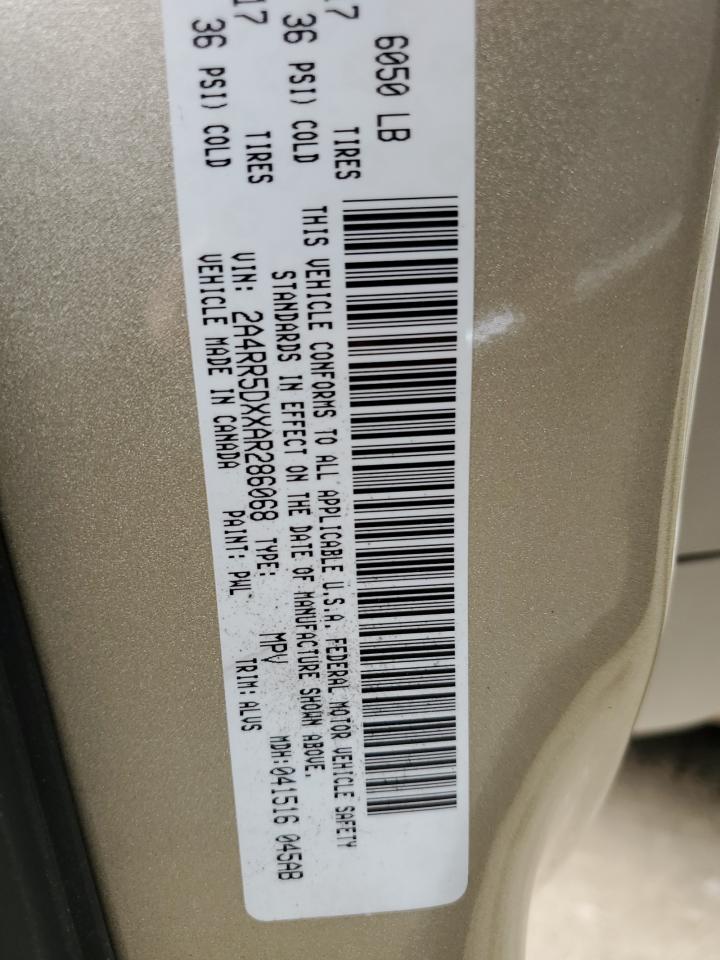 6050 LB
17 TIRES
36 PSI) COLD
17 TIRES
36 PSI) COLD
THIS VEHICLE CONFORMS TO ALL APPLICABLE U.S.A. FEDERAL MOTOR VEHICLE SAFETY
STANDARDS IN EFFECT ON THE DATE OF MANUFACTURE SHOWN ABOVE.
VIN: 2A4RR5DXXAR286068 TYPE: MPV MDH:041516 045AB
VEHICLE MADE IN CANADA PAINT: PWL TRIM: ALVS